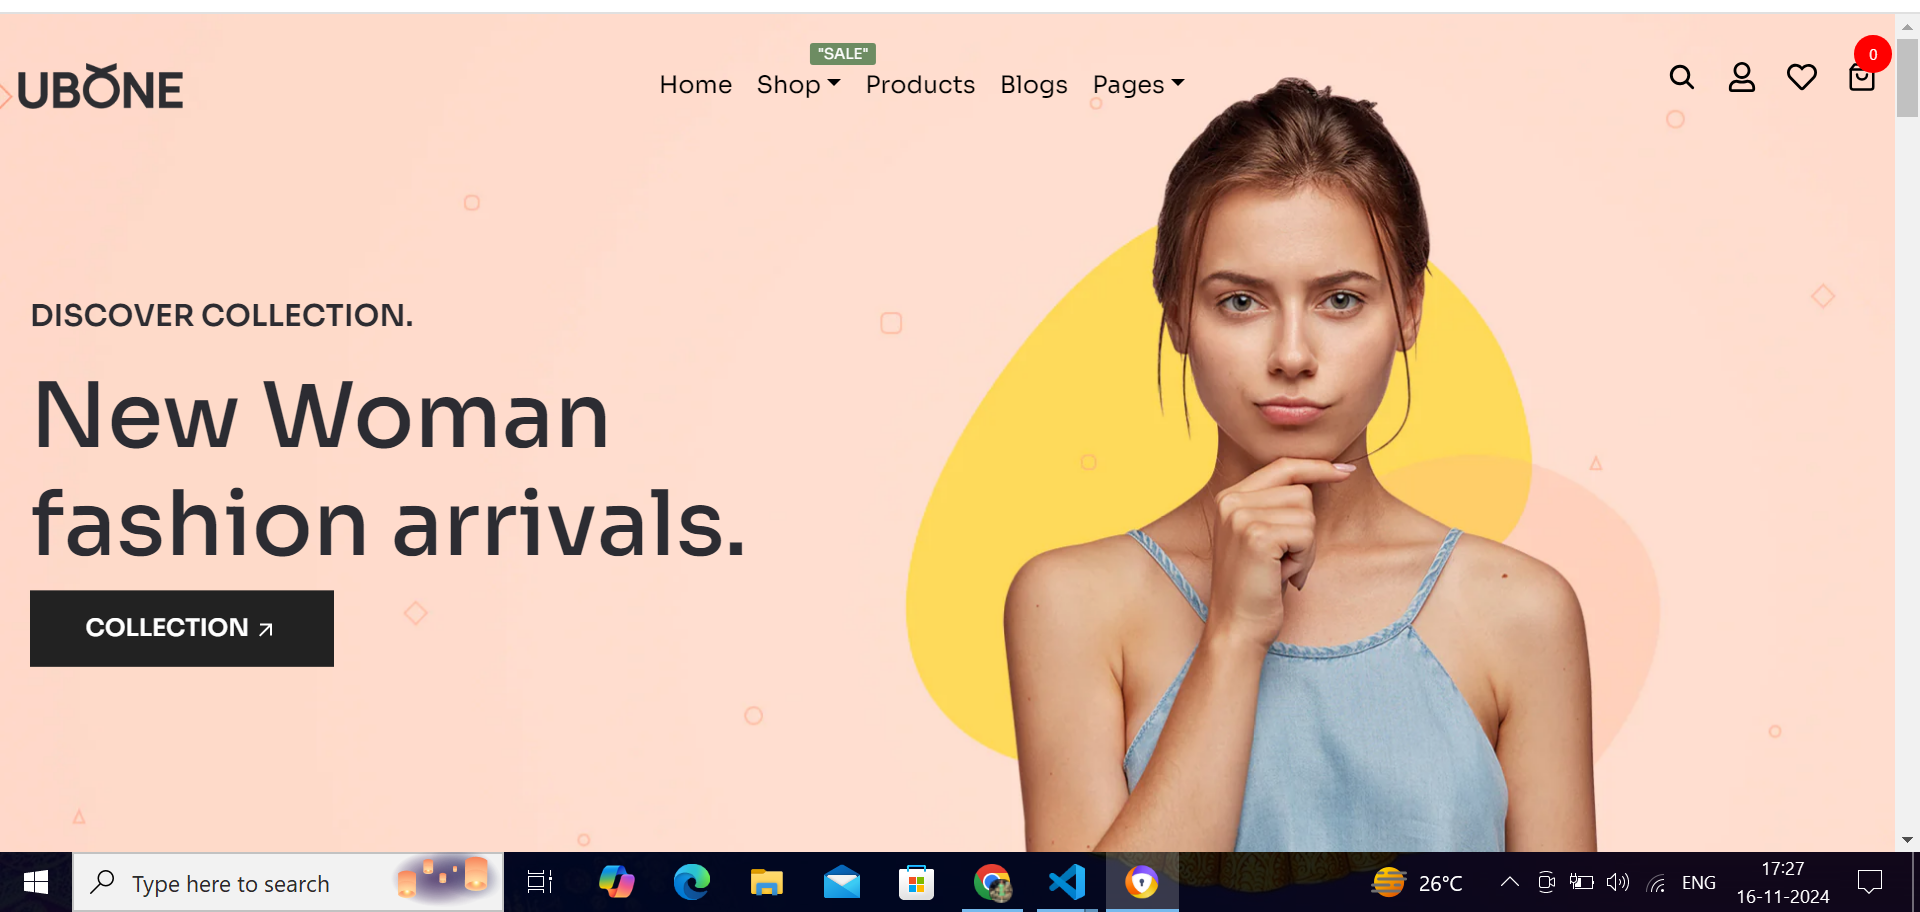 "SALE"
0
UBONE
Home Shop Products Blogs Pages
DISCOVER COLLECTION.
New Woman
fashion arrivals.
COLLECTION
Type here to search
26°C
ENG
17:27
16-11-2024